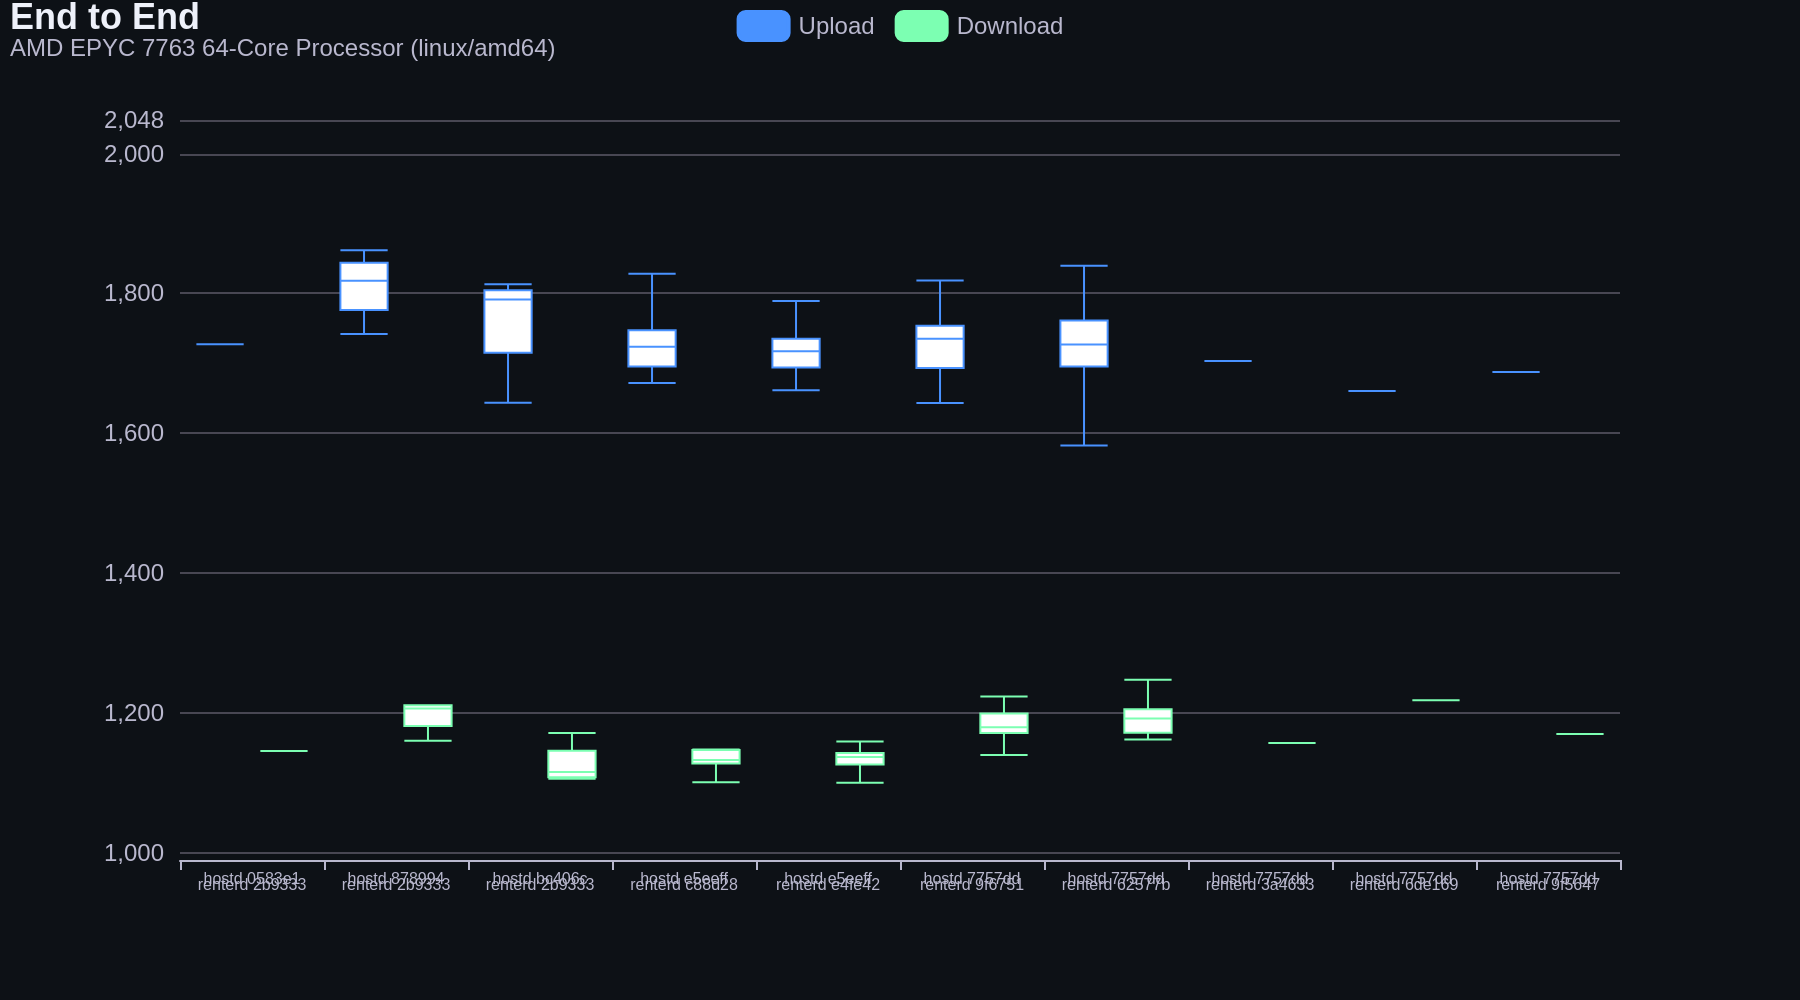 End to End
AMD EPYC 7763 64-Core Processor (linux/amd64)
Upload
Download
2,048
2,000
1,800
1,600
1,400
1,200
1,000
hostd 0583e1
renterd 2b9333
hostd 878994
renterd 2b9333
hostd bc406c
renterd 2b9333
hostd e5eeff
renterd c88d28
hostd e5eeff
renterd e4fe42
hostd 7757dd
renterd 9f6751
hostd 7757dd
renterd 62577b
hostd 7757dd
renterd 3a4653
hostd 7757dd
renterd 6de169
hostd 7757dd
renterd 9f5647